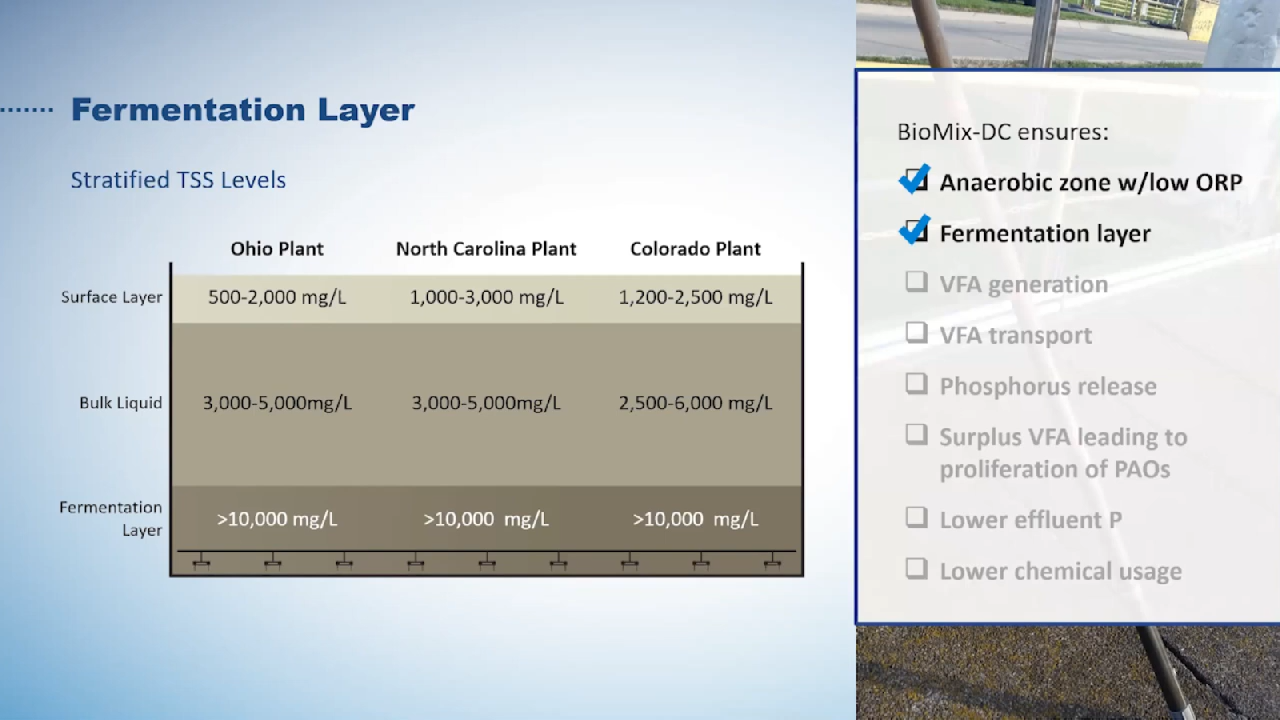 Fermentation Layer
Stratified TSS Levels
Ohio Plant North Carolina Plant Colorado Plant
Surface Layer 500-2,000 mg/L 1,000-3,000 mg/L 1,200-2,500 mg/L
Bulk Liquid 3,000-5,000mg/L 3,000-5,000mg/L 2,500-6,000 mg/L
Fermentation
Layer >10,000 mg/L >10,000 mg/L >10,000 mg/L
BioMix-DC ensures:
Anaerobic zone w/low ORP
Fermentation layer
VFA generation
VFA transport
Phosphorus release
Surplus VFA leading to
proliferation of PAOs
Lower effluent P
Lower chemical usage